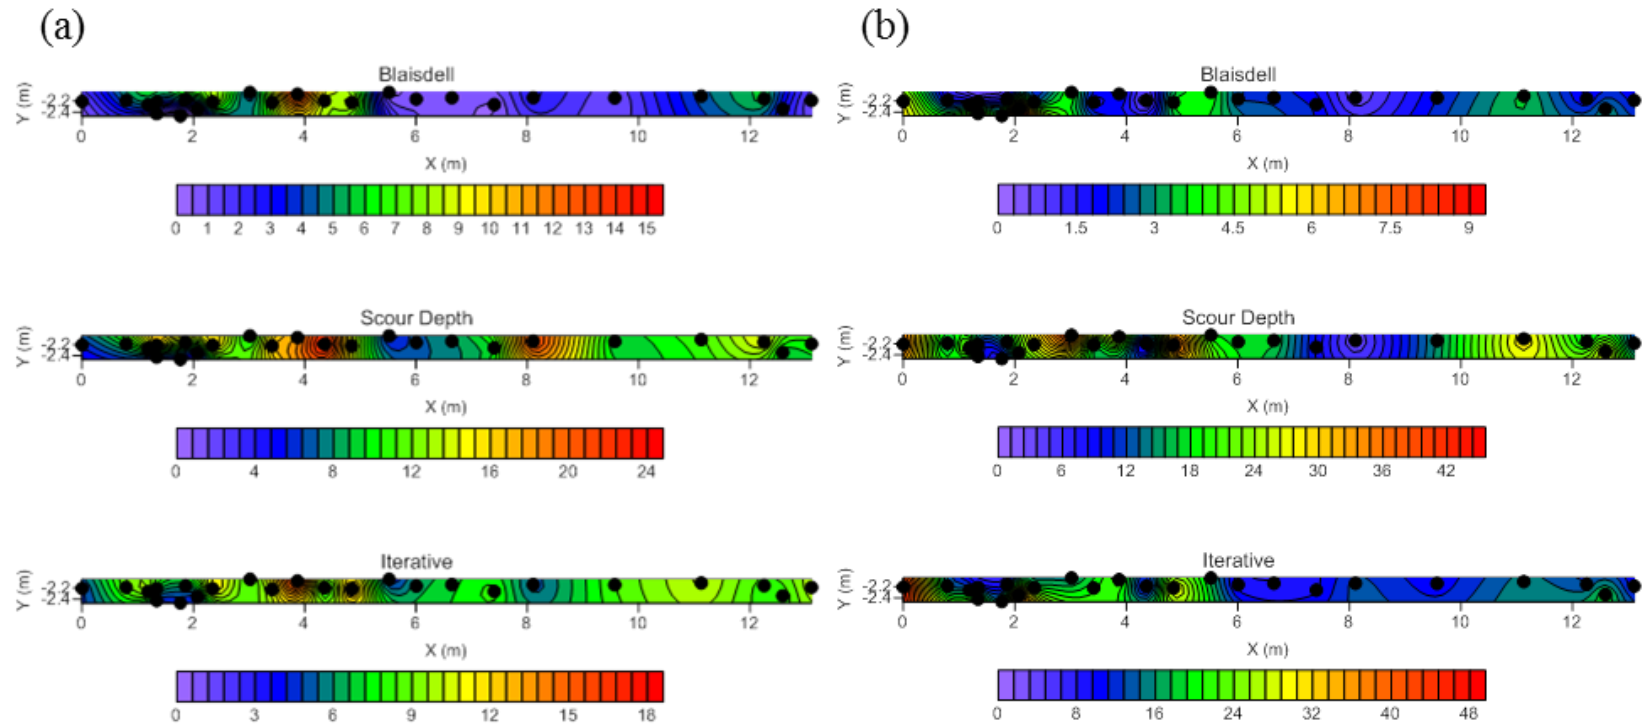 (a)
Blaisdell
Y (m)
-2.2
-2.4
0 2 4 6 8 10 12
X (m)
0 1 2 3 4 5 6 7 8 9 10 11 12 13 14 15
Scour Depth
Y (m)
-2.2
-2.4
0 2 4 6 8 10 12
X (m)
0 4 8 12 16 20 24
Iterative
Y (m)
-2.2
-2.4
0 2 4 6 8 10 12
X (m)
0 3 6 9 12 15 18
(b)
Blaisdell
Y (m)
-2.2
-2.4
0 2 4 6 8 10 12
X (m)
0 1.5 3 4.5 6 7.5 9
Scour Depth
Y (m)
-2.2
-2.4
0 2 4 6 8 10 12
X (m)
0 6 12 18 24 30 36 42
Iterative
Y (m)
-2.2
-2.4
0 2 4 6 8 10 12
X (m)
0 8 16 24 32 40 48